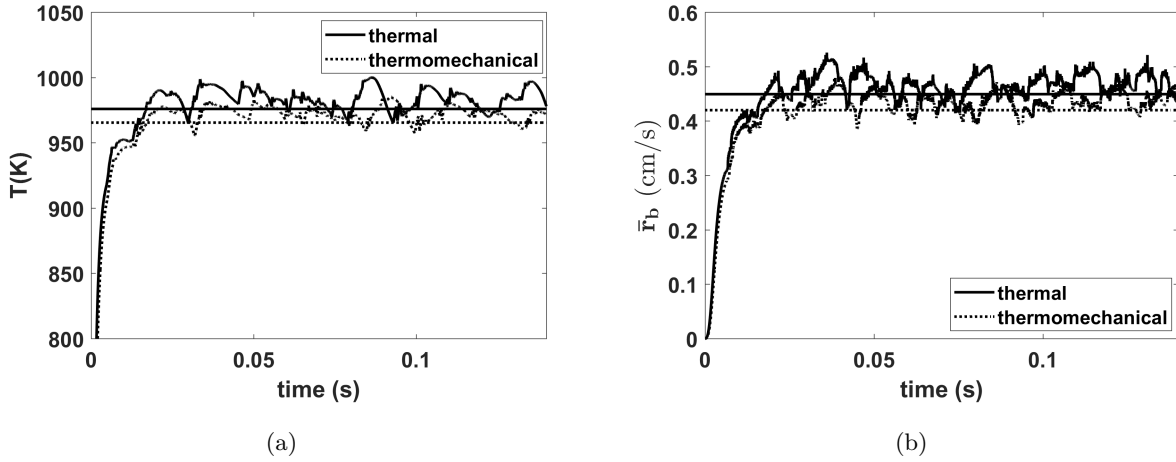 1050
1000
950
900
850
800
T(K)
thermal
thermomechanical
0
0.05
0.1
time (s)
(a)
0.6
0.5
0.4
0.3
0.2
0.1
0
r̄_b (cm/s)
thermal
thermomechanical
0
0.05
0.1
time (s)
(b)